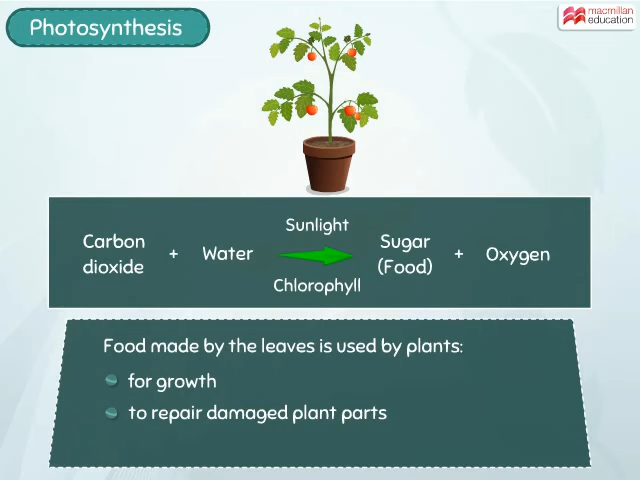 Photosynthesis
macmillan
education
Sunlight
Carbon
dioxide
+ Water
Sugar
(Food)
+ Oxygen
Chlorophyll
Food made by the leaves is used by plants:
for growth
to repair damaged plant parts